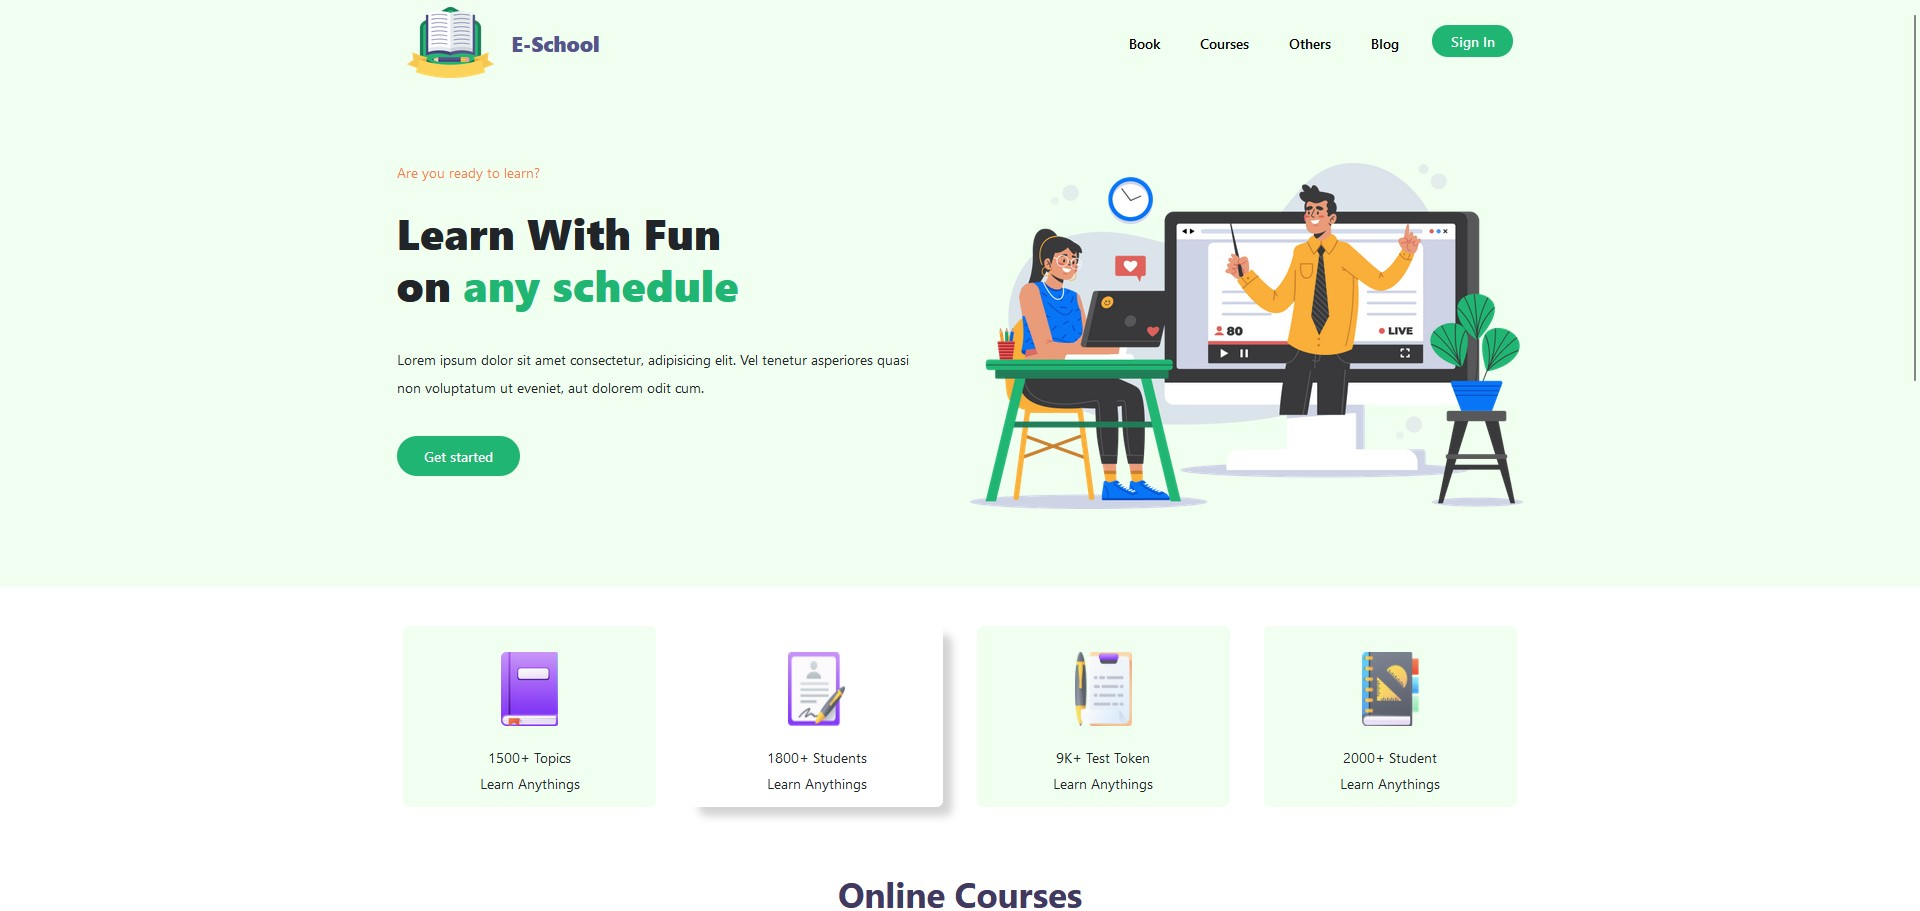 E-School
Book
Courses
Others
Blog
Sign In
Are you ready to learn?
Learn With Fun
on any schedule
Lorem ipsum dolor sit amet consectetur, adipisicing elit. Vel tenetur asperiores quasi
non voluptatum ut eveniet, aut dolorem odit cum.
Get started
80
LIVE
1500+ Topics
Learn Anythings
1800+ Students
Learn Anythings
9K+ Test Token
Learn Anythings
2000+ Student
Learn Anythings
Online Courses